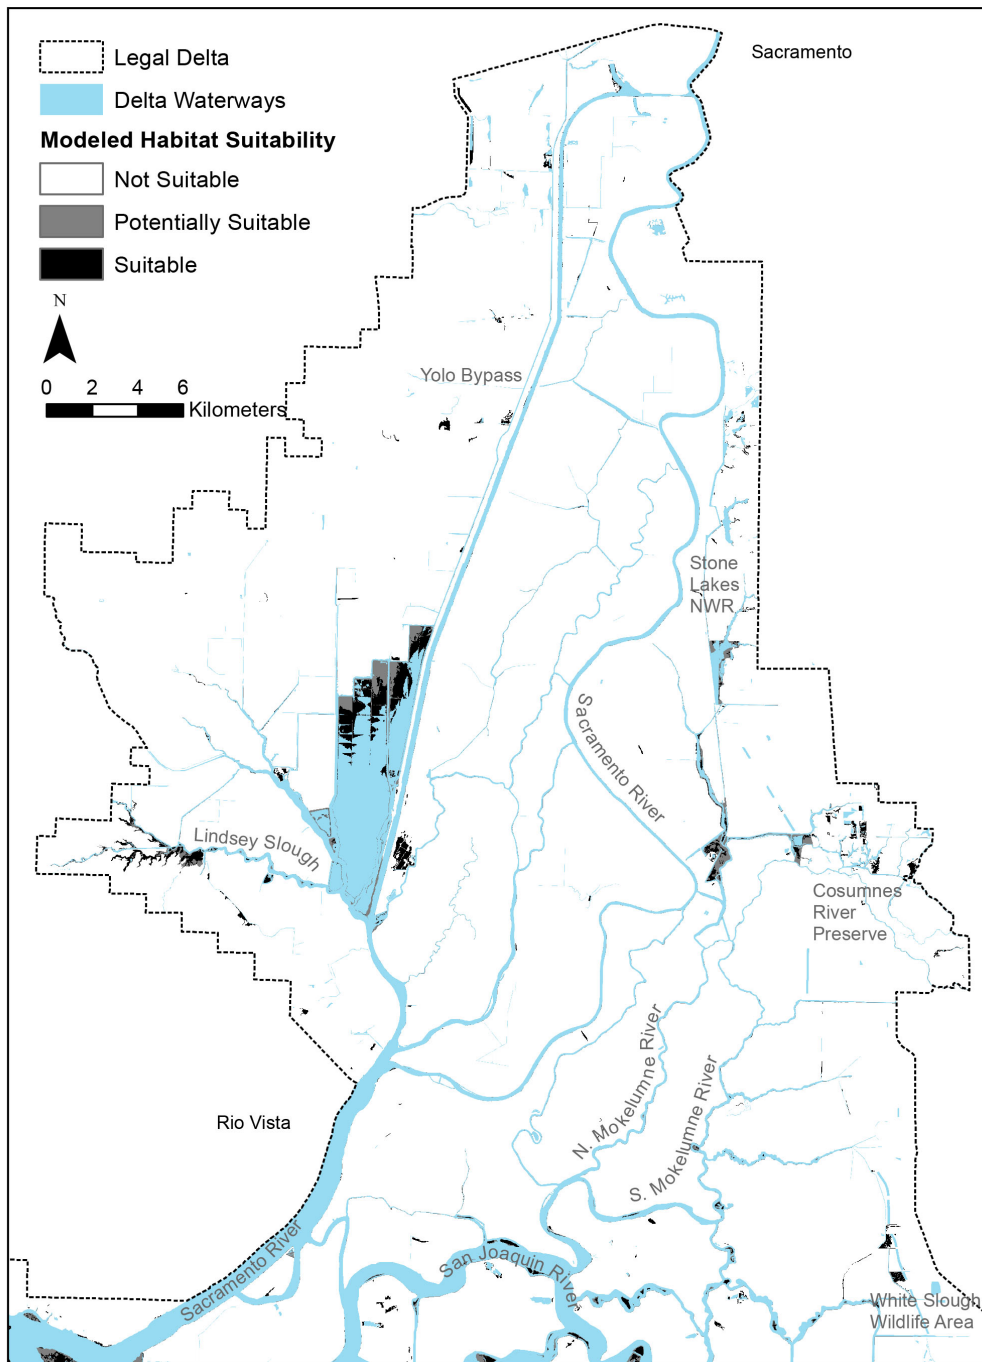 Legal Delta
Delta Waterways
Modeled Habitat Suitability
Not Suitable
Potentially Suitable
Suitable
N
0 2 4 6
Kilometers
Sacramento
Yolo Bypass
Stone
Lakes
NWR
Sacramento River
Lindsey Slough
Cosumnes
River
Preserve
N. Mokelumne River
S. Mokelumne River
Rio Vista
Sacramento River
San Joaquin River
White Slough
Wildlife Area